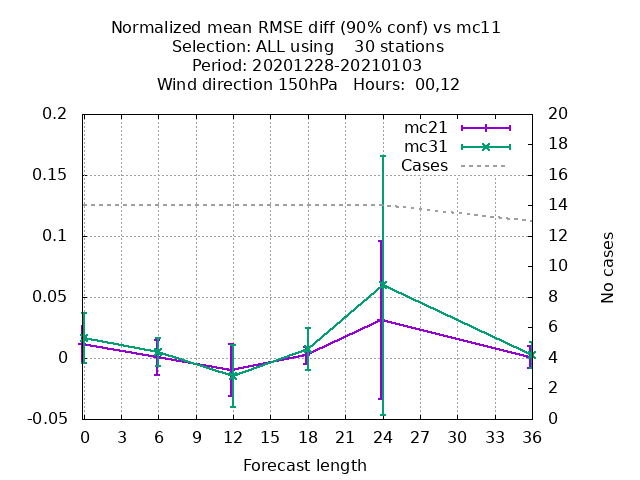 Normalized mean RMSE diff (90% conf) vs mc11
Selection: ALL using    30 stations
Period: 20201228-20210103
Wind direction 150hPa   Hours:  00,12
0.2
0.15
0.1
0.05
0
-0.05
mc21
mc31
Cases
20
18
16
14
12
10
8
6
4
2
0
No cases
0 3 6 9 12 15 18 21 24 27 30 33 36
Forecast length